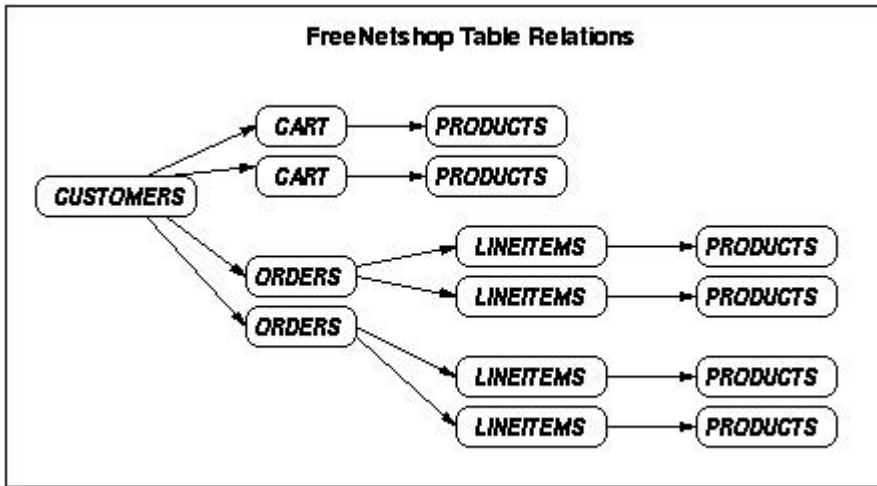 FreeNetshop Table Relations
CART
PRODUCTS
CART
PRODUCTS
CUSTOMERS
LINEITEMS
PRODUCTS
ORDERS
LINEITEMS
PRODUCTS
ORDERS
LINEITEMS
PRODUCTS
LINEITEMS
PRODUCTS